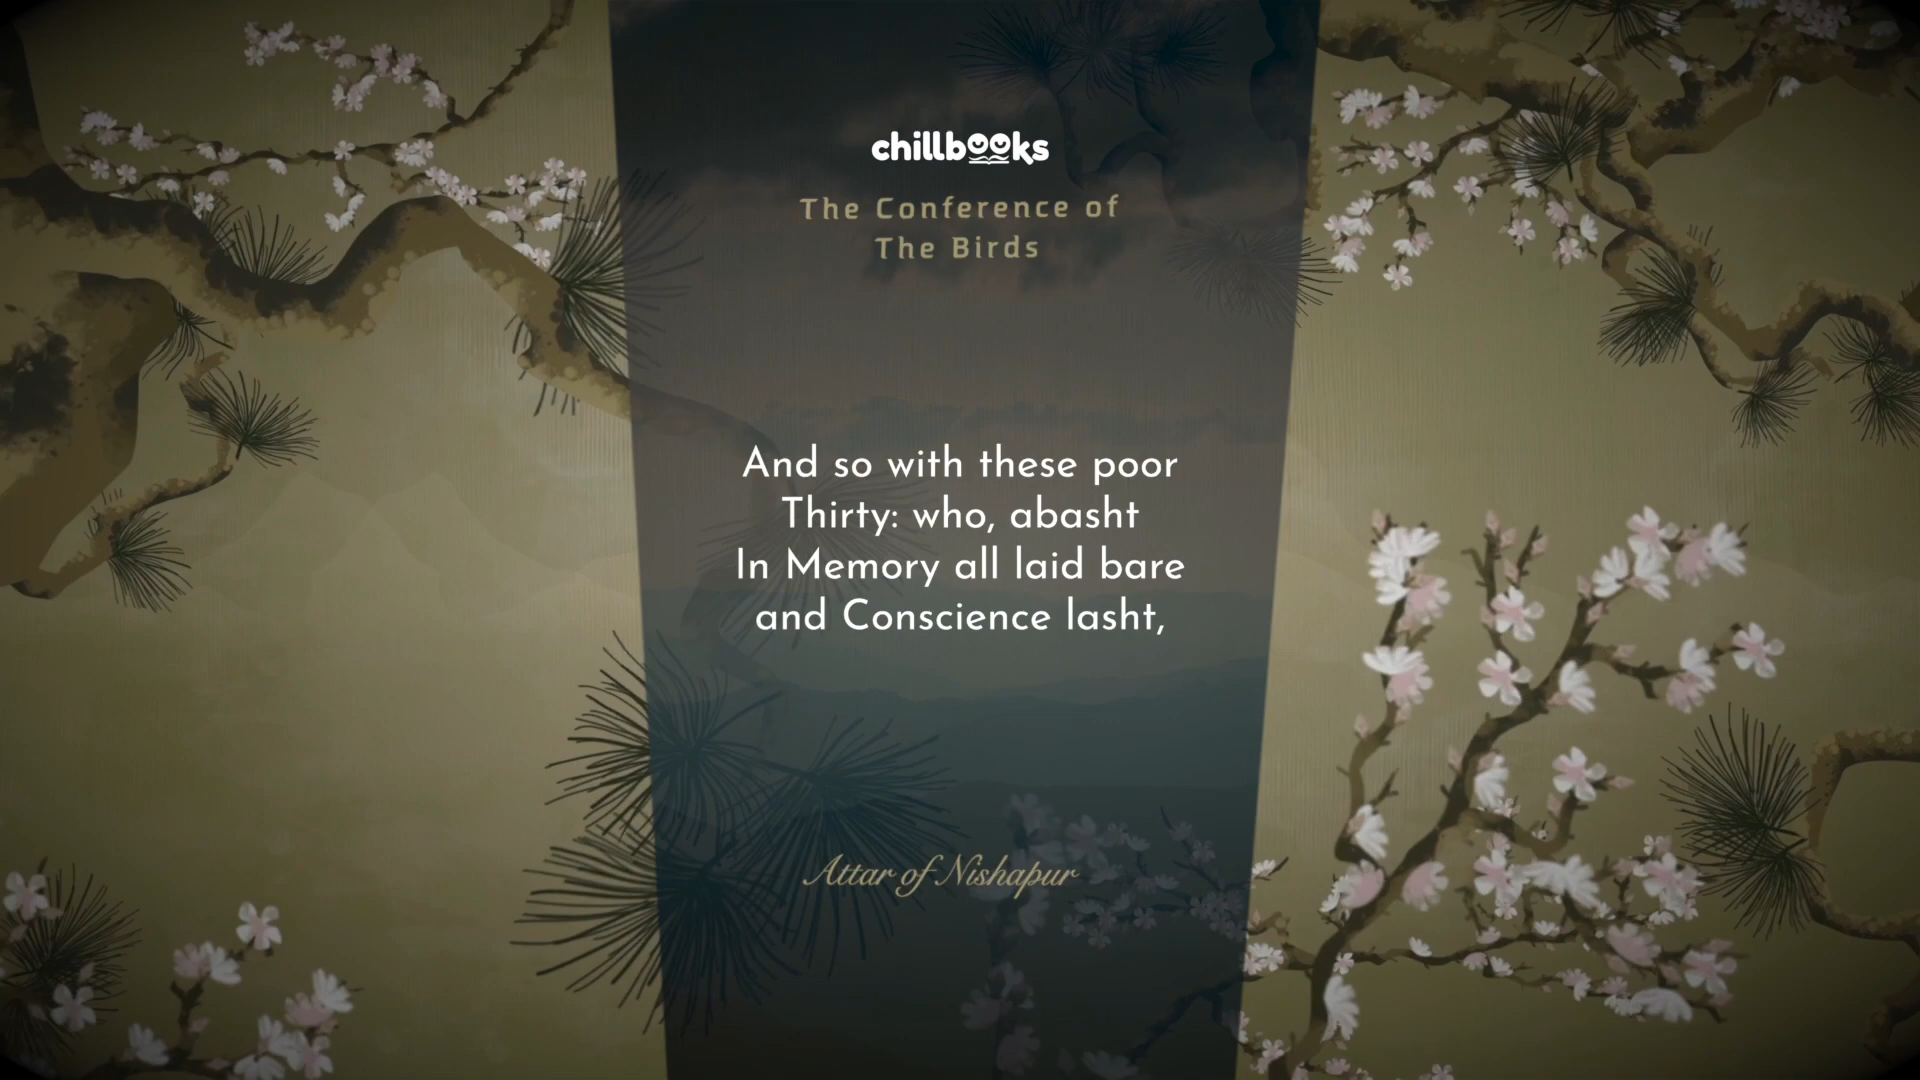 chillbooks
The Conference of
The Birds
And so with these poor
Thirty: who, abasht
In Memory all laid bare
and Conscience lasht,
Attar of Nishapur